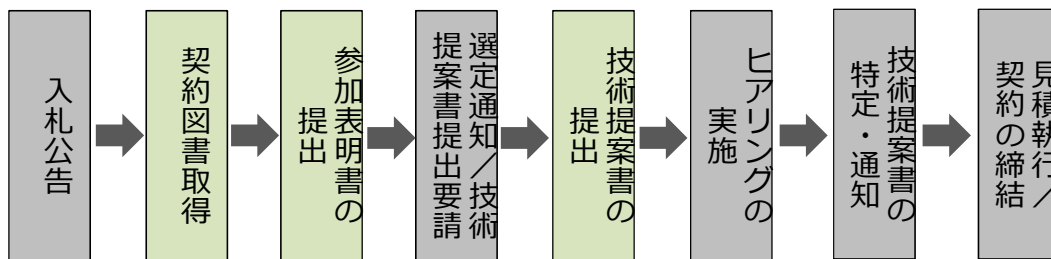 入札公告
契約図書取得
参加表明書の
提出
選定通知／技術
提案書提出要請
技術提案書の
提出
ヒアリングの
実施
技術提案書の
特定・通知
見積執行／
契約の締結